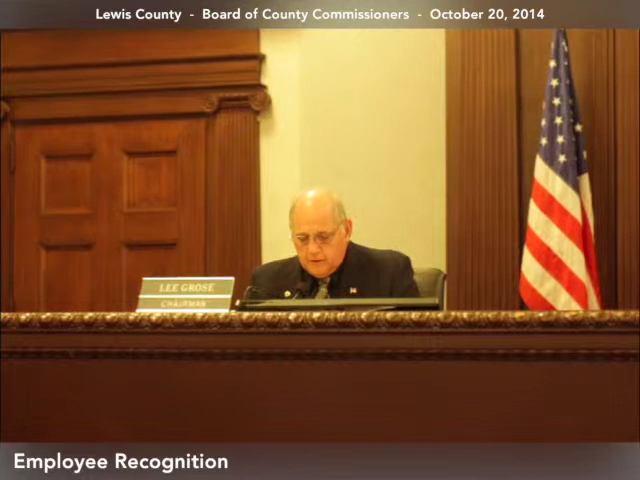 Lewis County - Board of County Commissioners - October 20, 2014
LEE GROSE
CHAIRMAN
Employee Recognition